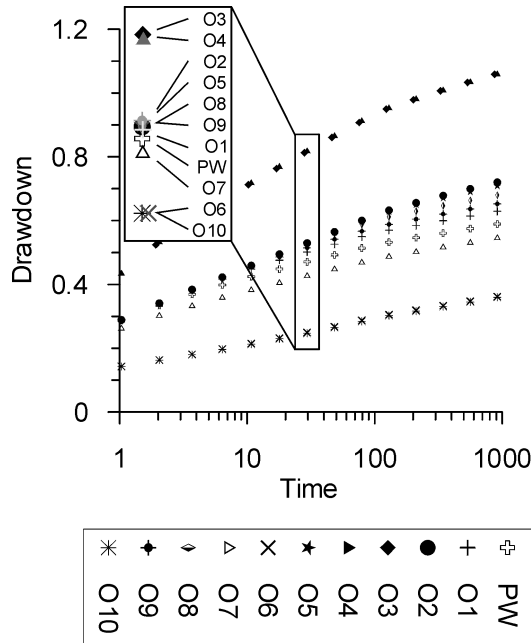 1.2
0.8
0.4
0
Drawdown
O3
O4
O2
O5
O8
O9
O1
PW
O7
O6
O10
1
10
100
1000
Time
O10
O9
O8
O7
O6
O5
O4
O3
O2
O1
PW